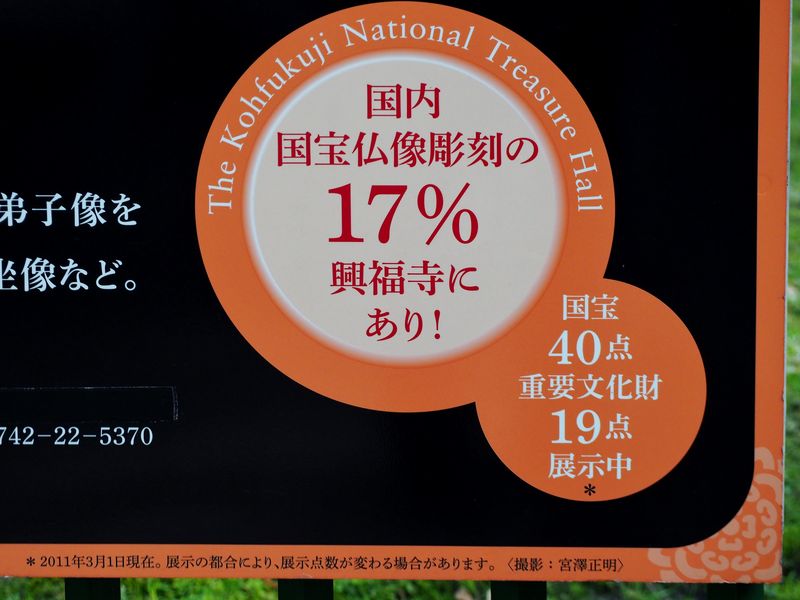 The Kohfukuji National Treasure Hall
国内
国宝仏像彫刻の
17%
興福寺に
あり!
弟子像を
坐像など。
国宝
40点
重要文化財
19点
展示中
*
742-22-5370
*2011年3月1日現在。展示の都合により、展示点数が変わる場合があります。〈撮影：宮澤正明〉